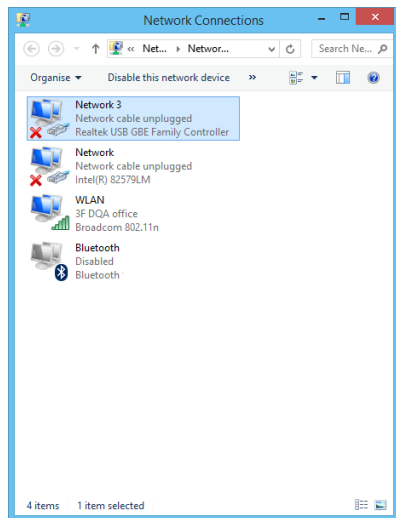 Network Connections
« Net... Networ... Search Ne...
Organise Disable this network device »
Network 3
Network cable unplugged
Realtek USB GBE Family Controller
Network
Network cable unplugged
Intel(R) 82579LM
WLAN
3F DQA office
Broadcom 802.11n
Bluetooth
Disabled
Bluetooth
4 items 1 item selected